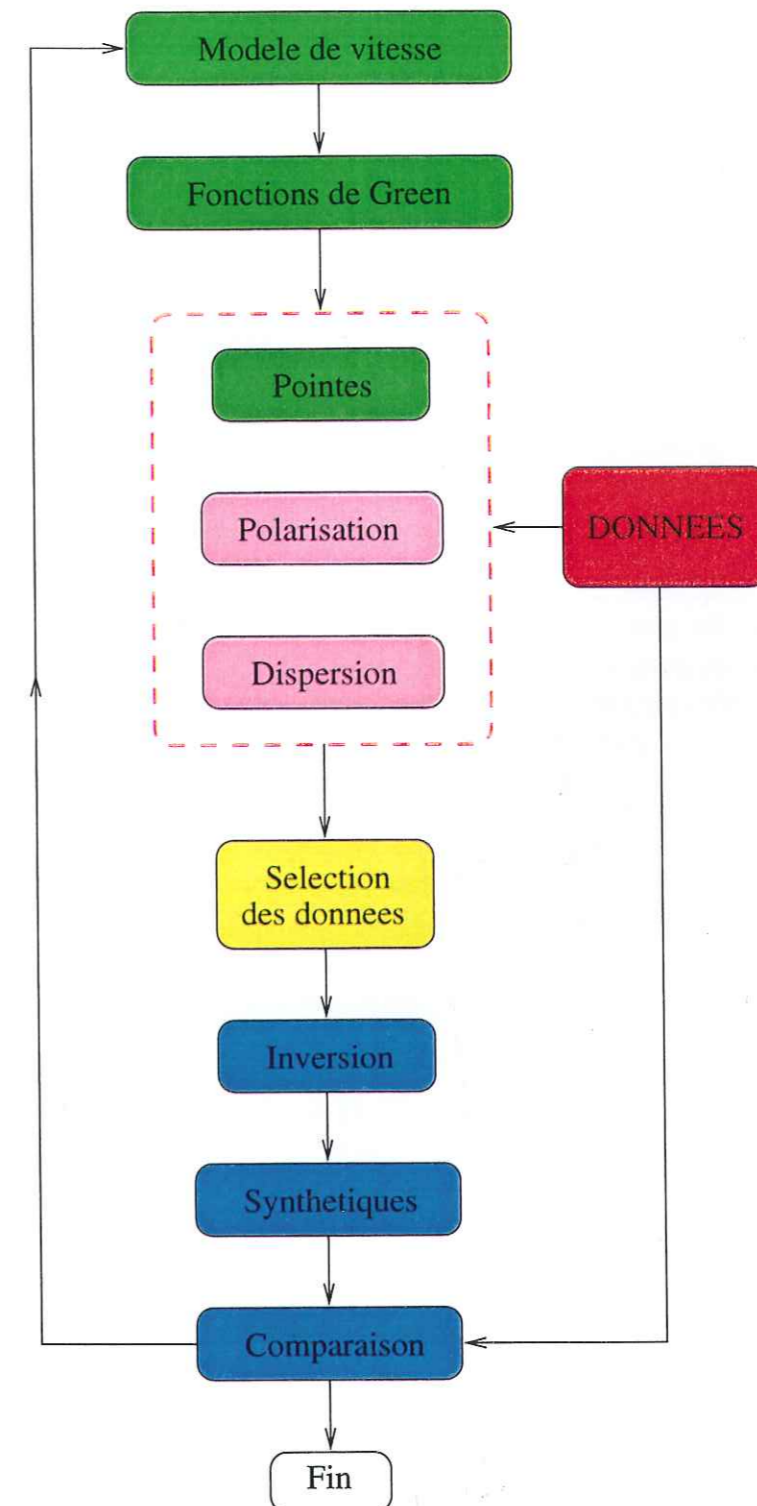 Modele de vitesse
Fonctions de Green
Pointes
Polarisation
DONNEES
Dispersion
Selection
des donnees
Inversion
Synthetiques
Comparaison
Fin